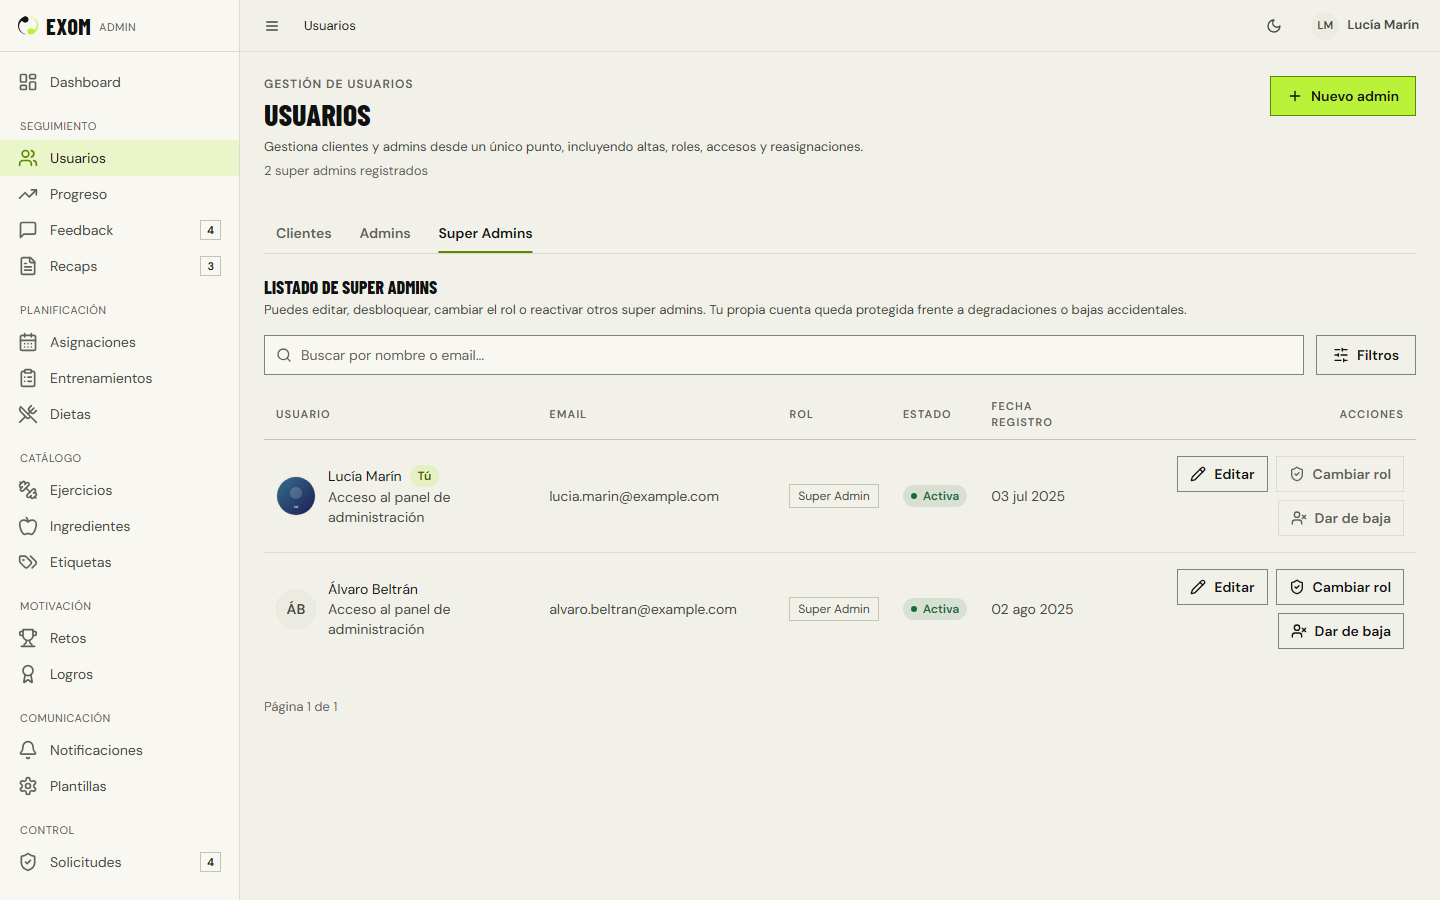 EXOM ADMIN
Usuarios
LM Lucía Marín
Dashboard
SEGUIMIENTO
Usuarios
Progreso
Feedback 4
Recaps 3
PLANIFICACIÓN
Asignaciones
Entrenamientos
Dietas
CATÁLOGO
Ejercicios
Ingredientes
Etiquetas
MOTIVACIÓN
Retos
Logros
COMUNICACIÓN
Notificaciones
Plantillas
CONTROL
Solicitudes 4
GESTIÓN DE USUARIOS
USUARIOS
Gestiona clientes y admins desde un único punto, incluyendo altas, roles, accesos y reasignaciones.
2 super admins registrados
Nuevo admin
Clientes Admins Super Admins
LISTADO DE SUPER ADMINS
Puedes editar, desbloquear, cambiar el rol o reactivar otros super admins. Tu propia cuenta queda protegida frente a degradaciones o bajas accidentales.
Buscar por nombre o email...
Filtros
USUARIO EMAIL ROL ESTADO FECHA REGISTRO ACCIONES
Lucía Marín Tú
Acceso al panel de
administración
lucia.marin@example.com Super Admin Activa 03 jul 2025 Editar Cambiar rol
Dar de baja
ÁB Álvaro Beltrán
Acceso al panel de
administración
alvaro.beltran@example.com Super Admin Activa 02 ago 2025 Editar Cambiar rol
Dar de baja
Página 1 de 1